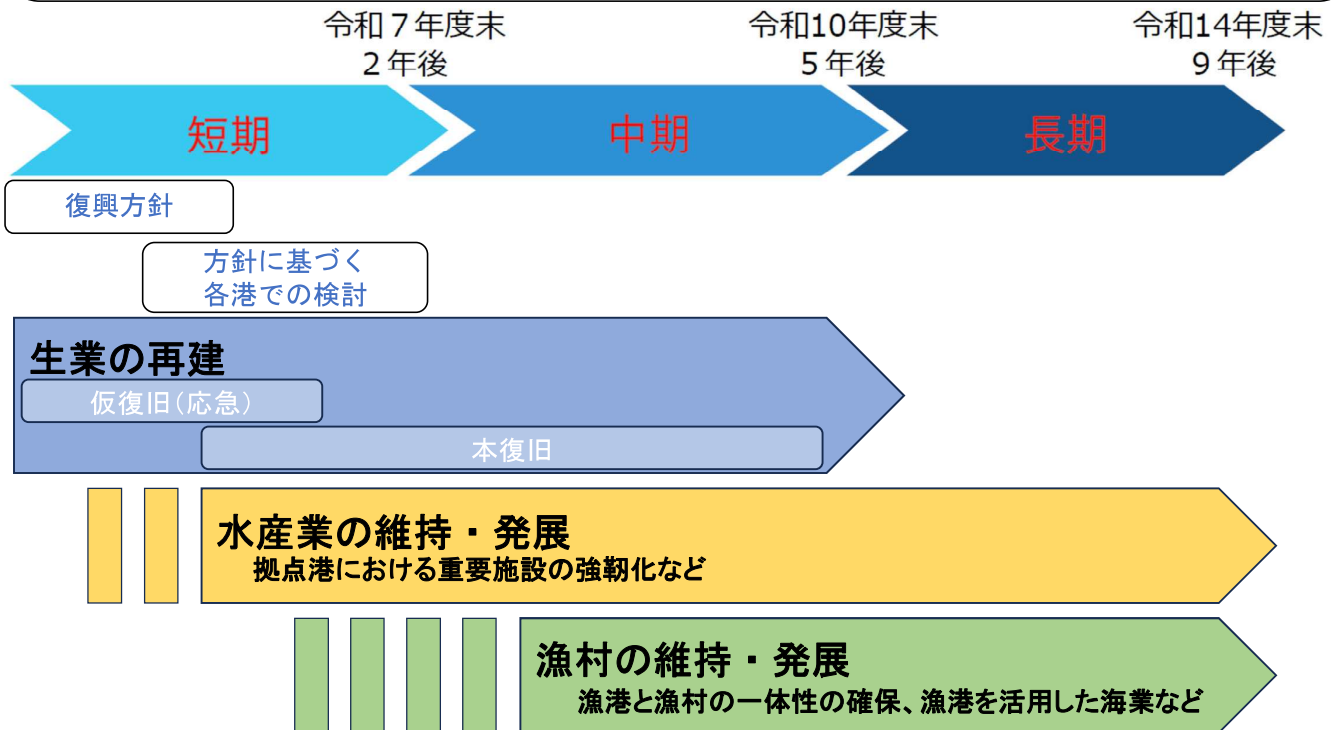 令和７年度末
２年後
令和10年度末
５年後
令和14年度末
９年後
短期
中期
長期
復興方針
方針に基づく
各港での検討
生業の再建
仮復旧（応急）
本復旧
水産業の維持・発展
拠点港における重要施設の強靭化など
漁村の維持・発展
漁港と漁村の一体性の確保、漁港を活用した海業など